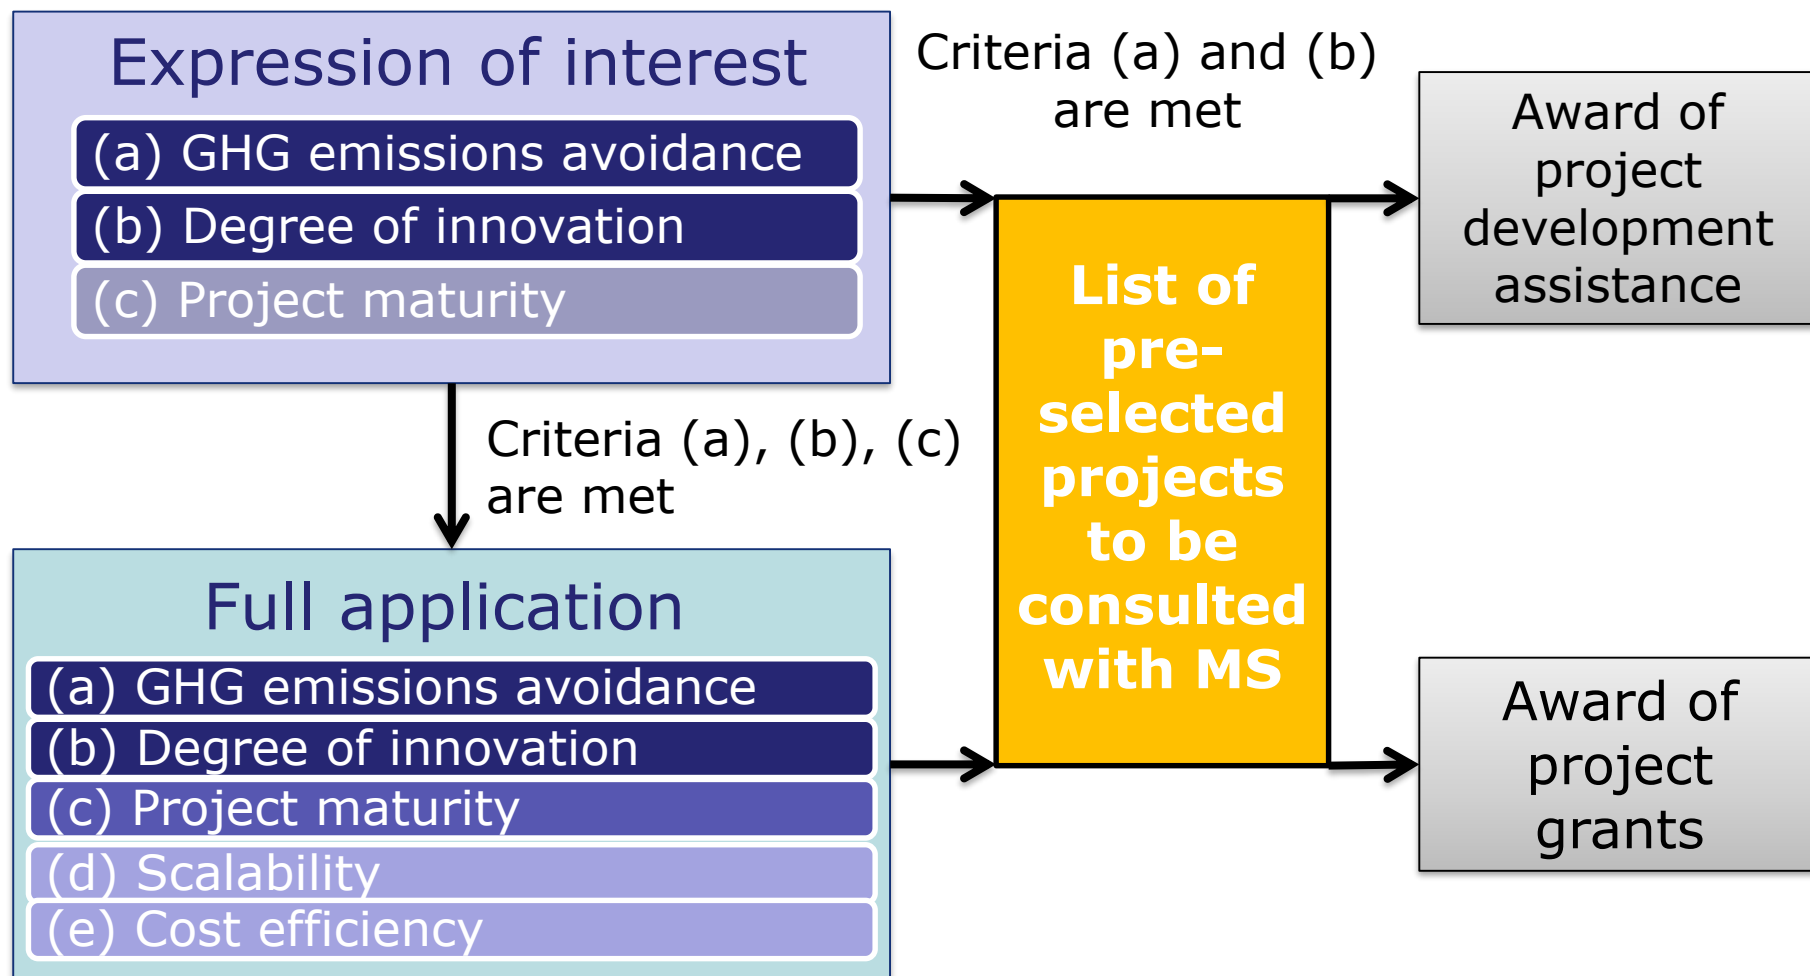 Expression of interest
(a) GHG emissions avoidance
(b) Degree of innovation
(c) Project maturity
Criteria (a) and (b)
are met
Award of
project
development
assistance
Criteria (a), (b), (c)
are met
List of
pre-
selected
projects
to be
consulted
with MS
Full application
(a) GHG emissions avoidance
(b) Degree of innovation
(c) Project maturity
(d) Scalability
(e) Cost efficiency
Award of
project
grants